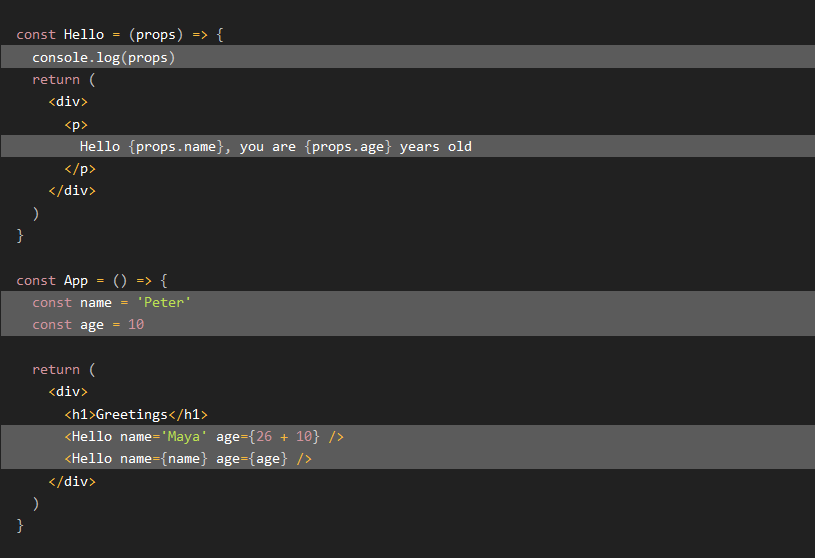 const Hello = (props) => {
  console.log(props)
  return (
    <div>
      <p>
        Hello {props.name}, you are {props.age} years old
      </p>
    </div>
  )
}

const App = () => {
  const name = 'Peter'
  const age = 10

  return (
    <div>
      <h1>Greetings</h1>
      <Hello name='Maya' age={26 + 10} />
      <Hello name={name} age={age} />
    </div>
  )
}